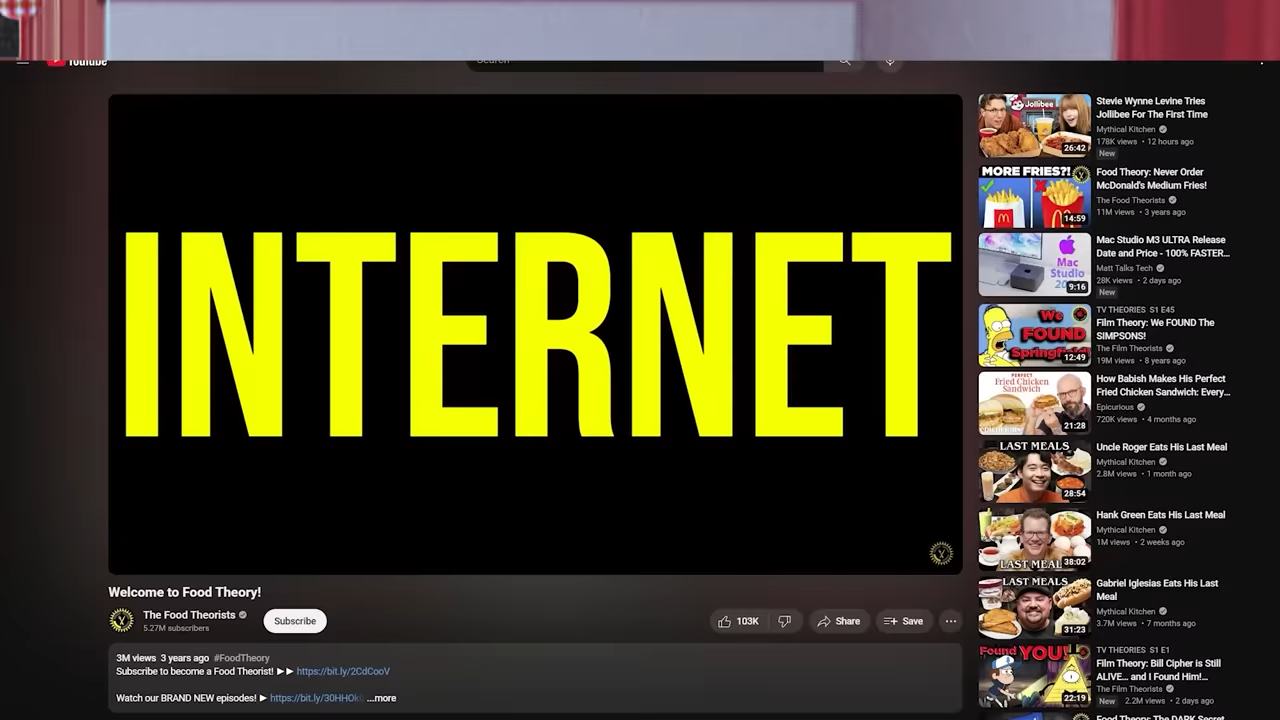 YouTube
Search
INTERNET
Welcome to Food Theory!
The Food Theorists
5.27M subscribers
Subscribe
103K
Share
Save
3M views 3 years ago #FoodTheory
Subscribe to become a Food Theorist! ►► https://bit.ly/2CdCooV
Watch our BRAND NEW episodes! ► ...more
Jollibee
26:42
Stevie Wynne Levine Tries
Jollibee For The First Time
Mythical Kitchen
178K views • 12 hours ago
New
MORE FRIES?!
14:59
Food Theory: Never Order
McDonald's Medium Fries!
The Food Theorists
11M views • 3 years ago
Mac
Studio
9:16
Mac Studio M3 ULTRA Release
Date and Price - 100% FASTER...
Matt Talks Tech
28K views • 2 days ago
New
We
FOUND
12:49
TV THEORIES S1 E45
Film Theory: We FOUND The
SIMPSONS!
The Film Theorists
19M views • 8 years ago
PERFECT
Fried Chicken
Sandwich
21:28
How Babish Makes His Perfect
Fried Chicken Sandwich: Every...
Epicurious
720K views • 4 months ago
LAST MEALS
28:54
Uncle Roger Eats His Last Meal
Mythical Kitchen
2.8M views • 1 month ago
LAST MEAL
38:02
Hank Green Eats His Last Meal
Mythical Kitchen
1M views • 2 weeks ago
LAST MEALS
31:23
Gabriel Iglesias Eats His Last
Meal
Mythical Kitchen
3.7M views • 7 months ago
Found YOU!
22:19
TV THEORIES S1 E1
Film Theory: Bill Cipher is Still
ALIVE... and I Found Him!...
The Film Theorists
New 2.2M views • 2 days ago
Food Theory: The DARK Secret